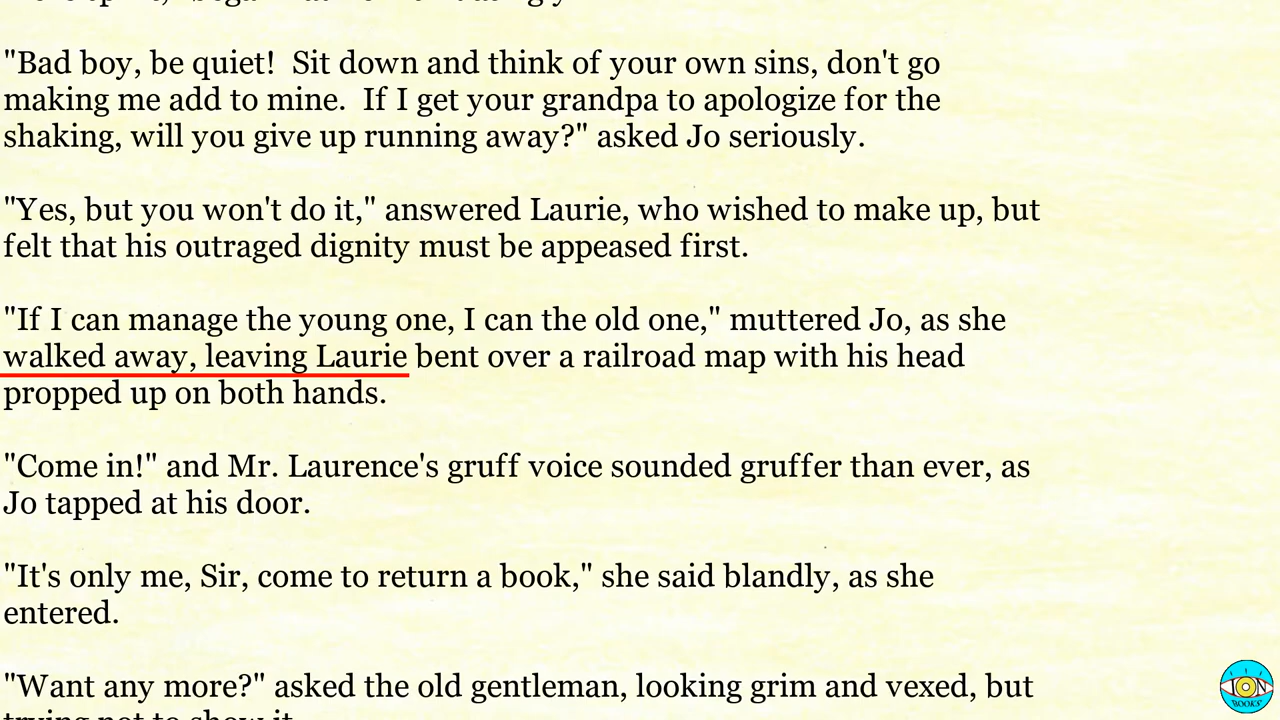 "Bad boy, be quiet!  Sit down and think of your own sins, don't go
making me add to mine.  If I get your grandpa to apologize for the
shaking, will you give up running away?" asked Jo seriously.
"Yes, but you won't do it," answered Laurie, who wished to make up, but
felt that his outraged dignity must be appeased first.
"If I can manage the young one, I can the old one," muttered Jo, as she
walked away, leaving Laurie bent over a railroad map with his head
propped up on both hands.
"Come in!" and Mr. Laurence's gruff voice sounded gruffer than ever, as
Jo tapped at his door.
"It's only me, Sir, come to return a book," she said blandly, as she
entered.
"Want any more?" asked the old gentleman, looking grim and vexed, but
trying not to show it.
ION
BOOKS